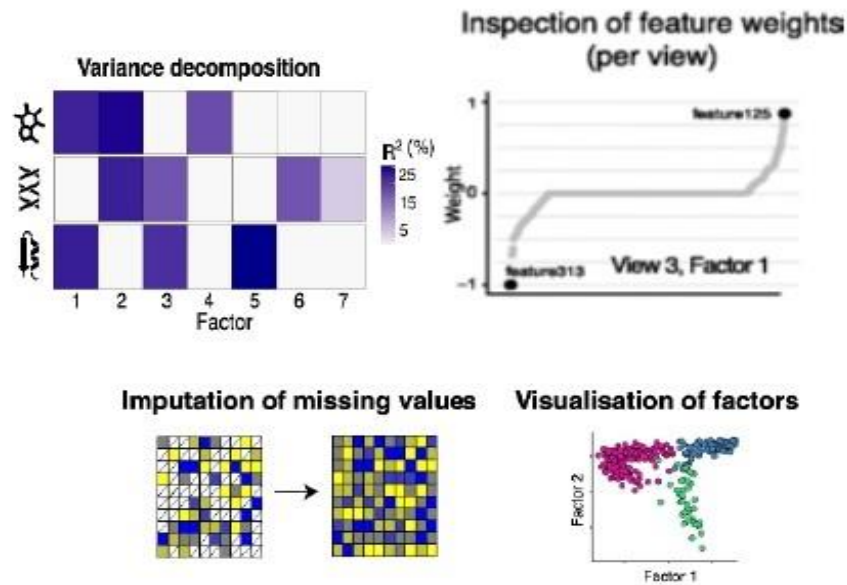 Variance decomposition
R² (%)
25
15
5
1 2 3 4 5 6 7
Factor
Inspection of feature weights
(per view)
1
0
-1
Weight
feature125
feature313
View 3, Factor 1
Imputation of missing values
Visualisation of factors
Factor 2
Factor 1